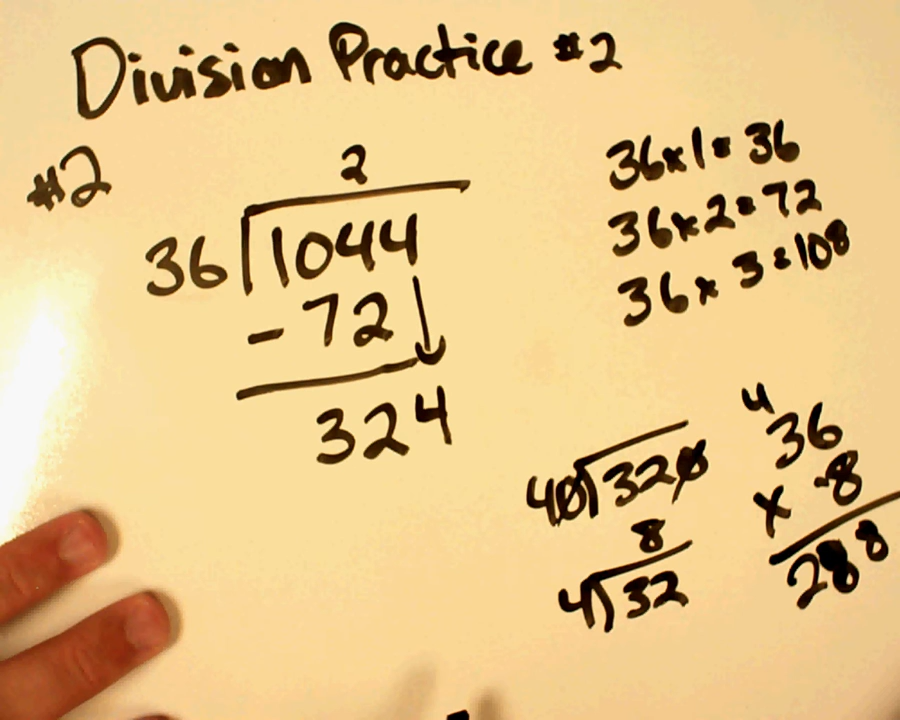 Division Practice #2
#2
2
36)1044
-72
324
36x1=36
36x2=72
36x3=108
40)320
8
4)32
4
36
x 8
288